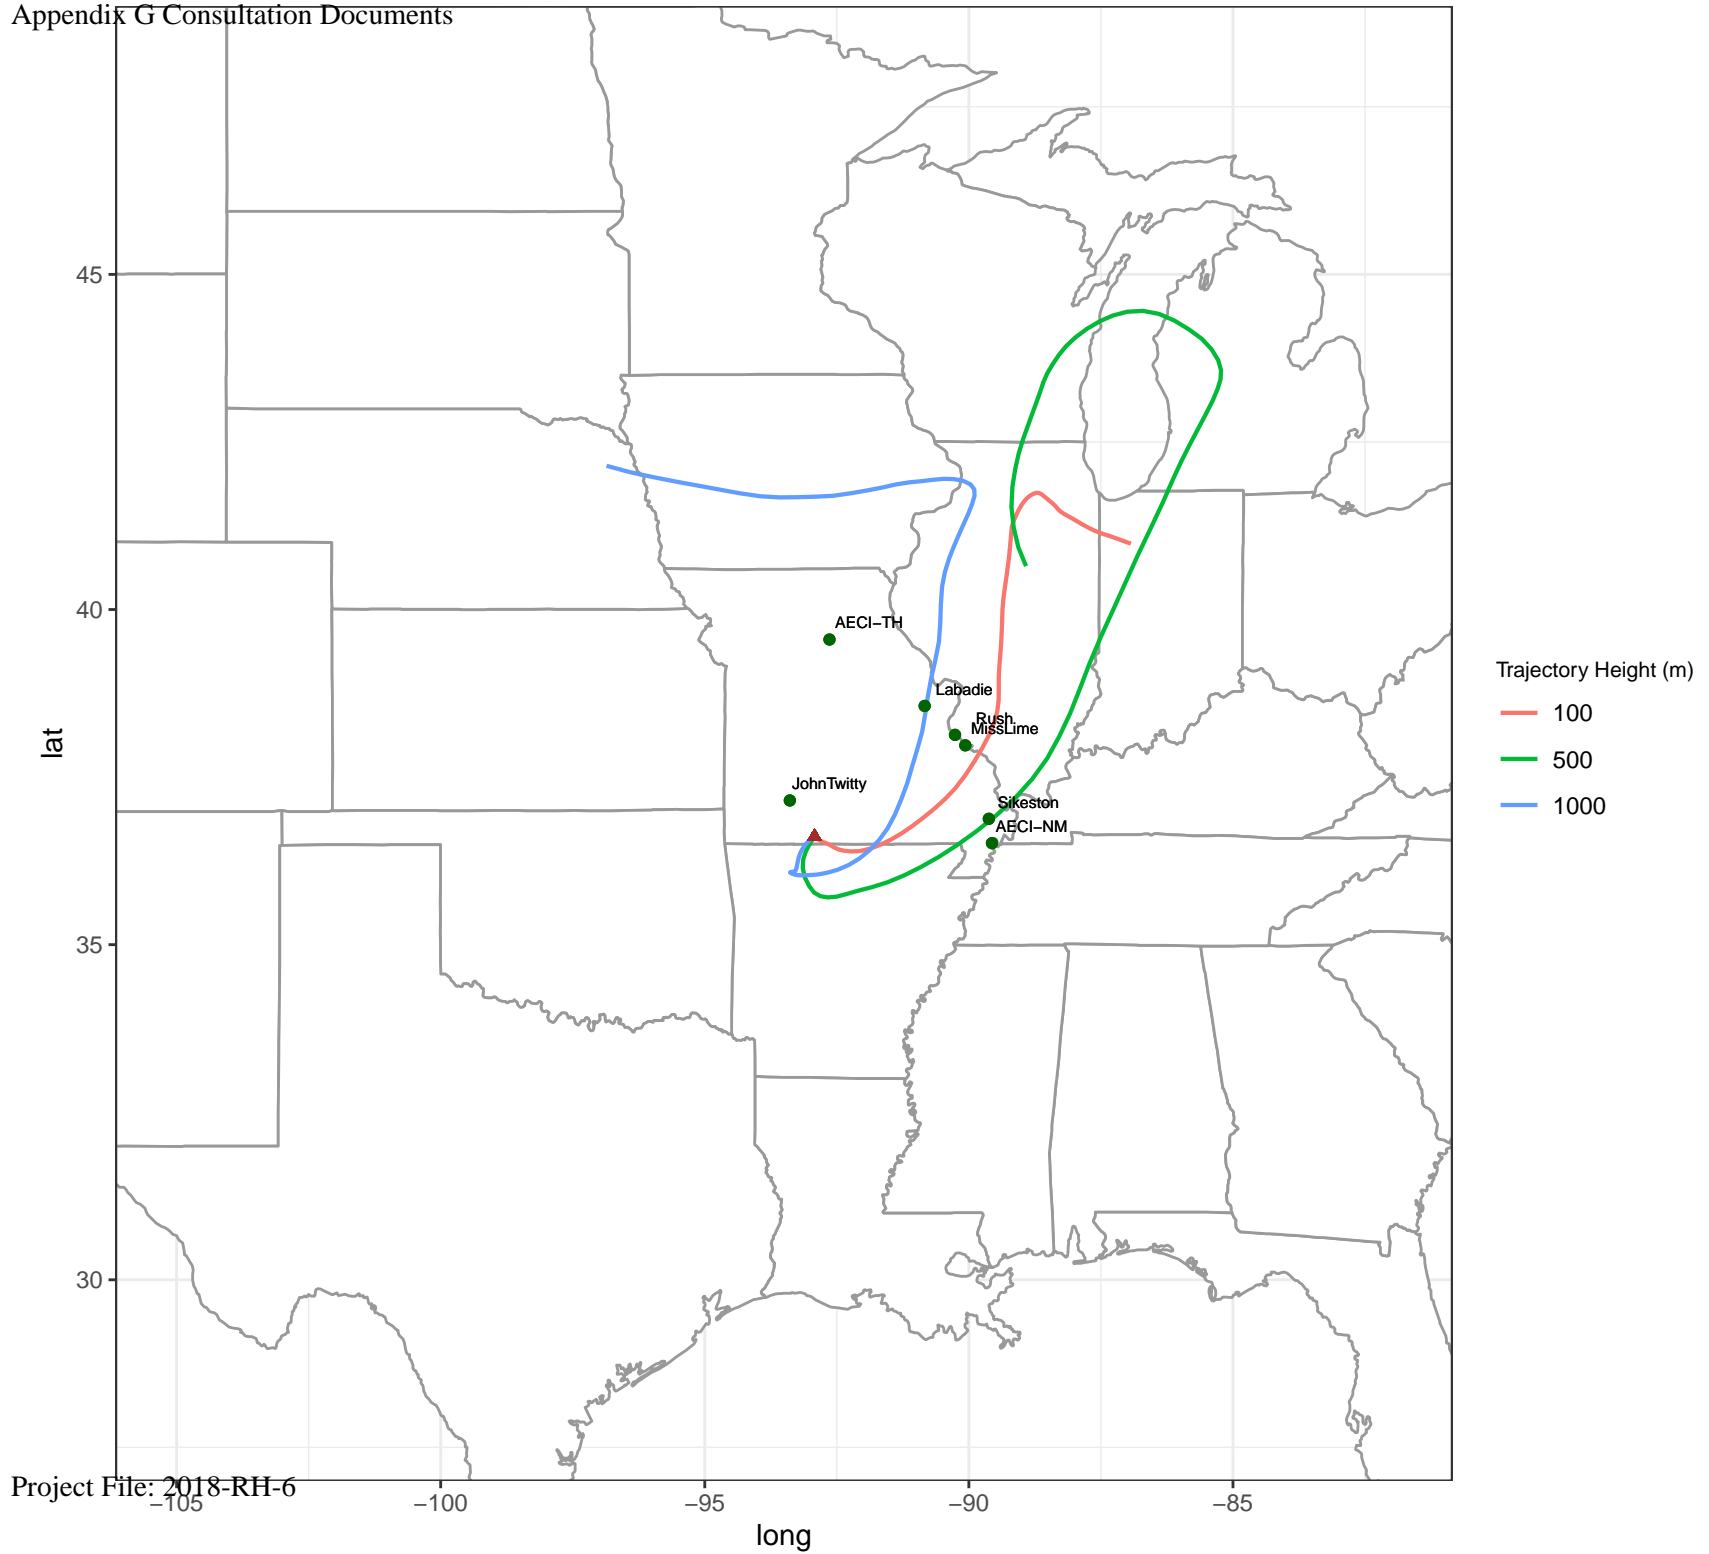 Appendix G Consultation Documents
45
40
35
30
lat
AECI−TH
Labadie
Rush
MissLime
JohnTwitty
Sikeston
AECI−NM
Trajectory Height (m)
100
500
1000
Project File: 2018-RH-6
−105
−100
−95
−90
−85
long